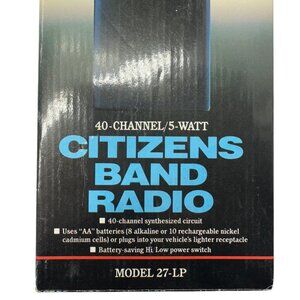 40-CHANNEL/5-WATT
CITIZENS
BAND
RADIO
■ 40-channel synthesized circuit
■ Uses "AA" batteries (8 alkaline or 10 rechargeable nickel
cadmium cells) or plugs into your vehicle's lighter receptacle
■ Battery-saving Hi/Low power switch
MODEL 27-LP